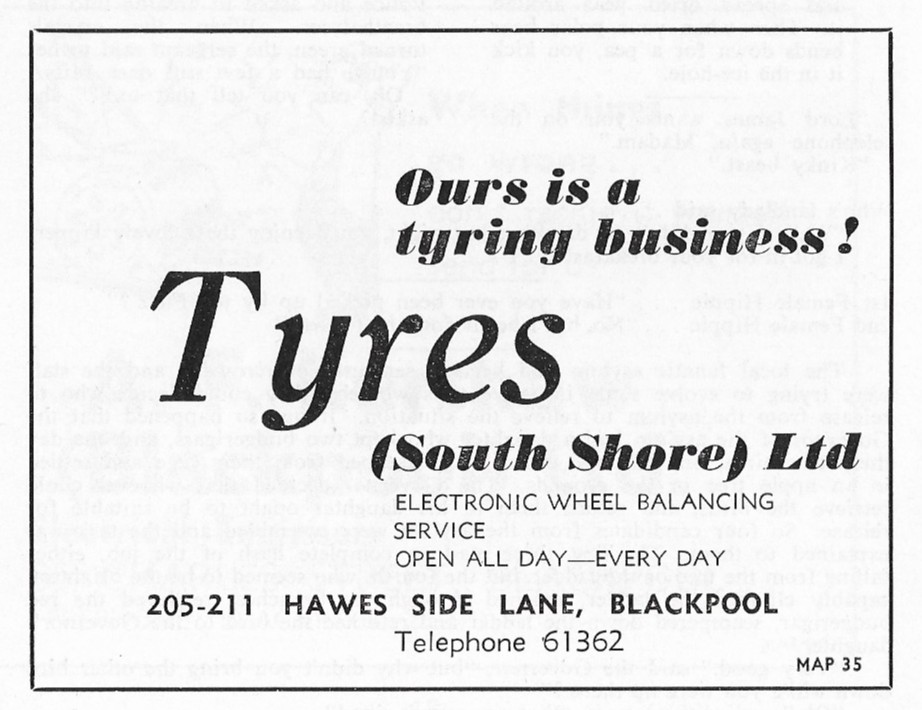 Ours is a
tyring business!
Tyres
(South Shore) Ltd
ELECTRONIC WHEEL BALANCING
SERVICE
OPEN ALL DAY EVERY DAY
205-211 HAWES SIDE LANE, BLACKPOOL
Telephone 61362
MAP 35